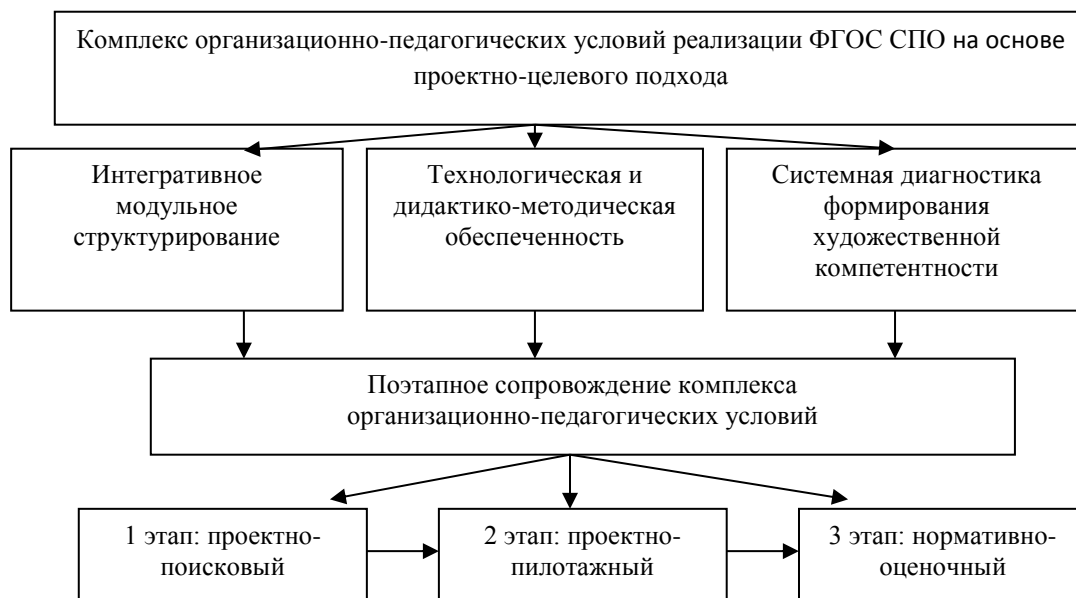 Комплекс организационно-педагогических условий реализации ФГОС СПО на основе
проектно-целевого подхода
Интегративное
модульное
структурирование
Технологическая и
дидактико-методическая
обеспеченность
Системная диагностика
формирования
художественной
компетентности
Поэтапное сопровождение комплекса
организационно-педагогических условий
1 этап: проектно-
поисковый
2 этап: проектно-
пилотажный
3 этап: нормативно-
оценочный